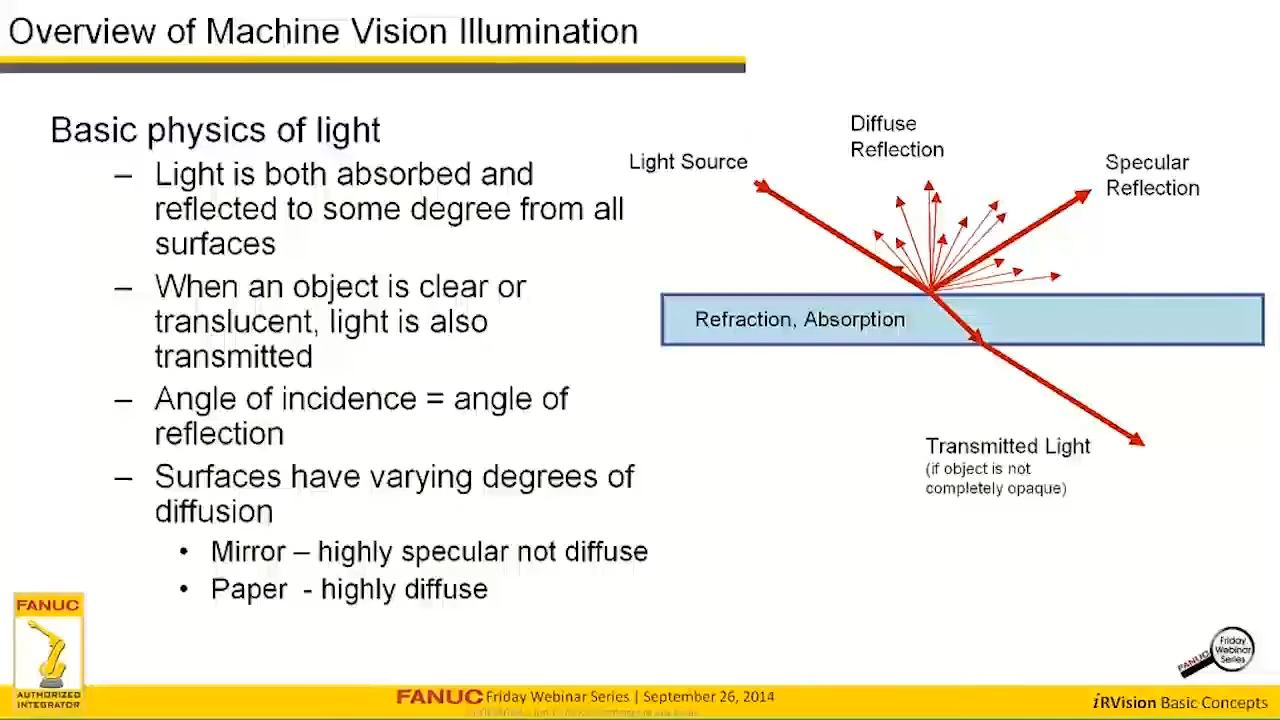 Overview of Machine Vision Illumination
Basic physics of light
– Light is both absorbed and
reflected to some degree from all
surfaces
– When an object is clear or
translucent, light is also
transmitted
– Angle of incidence = angle of
reflection
– Surfaces have varying degrees of
diffusion
• Mirror – highly specular not diffuse
• Paper - highly diffuse
Light Source
Diffuse
Reflection
Specular
Reflection
Refraction, Absorption
Transmitted Light
(if object is not
completely opaque)
FANUC
AUTHORIZED
INTEGRATOR
FANUC Friday Webinar Series | September 26, 2014
Friday
Webinar
Series
FANUC
iRVision Basic Concepts